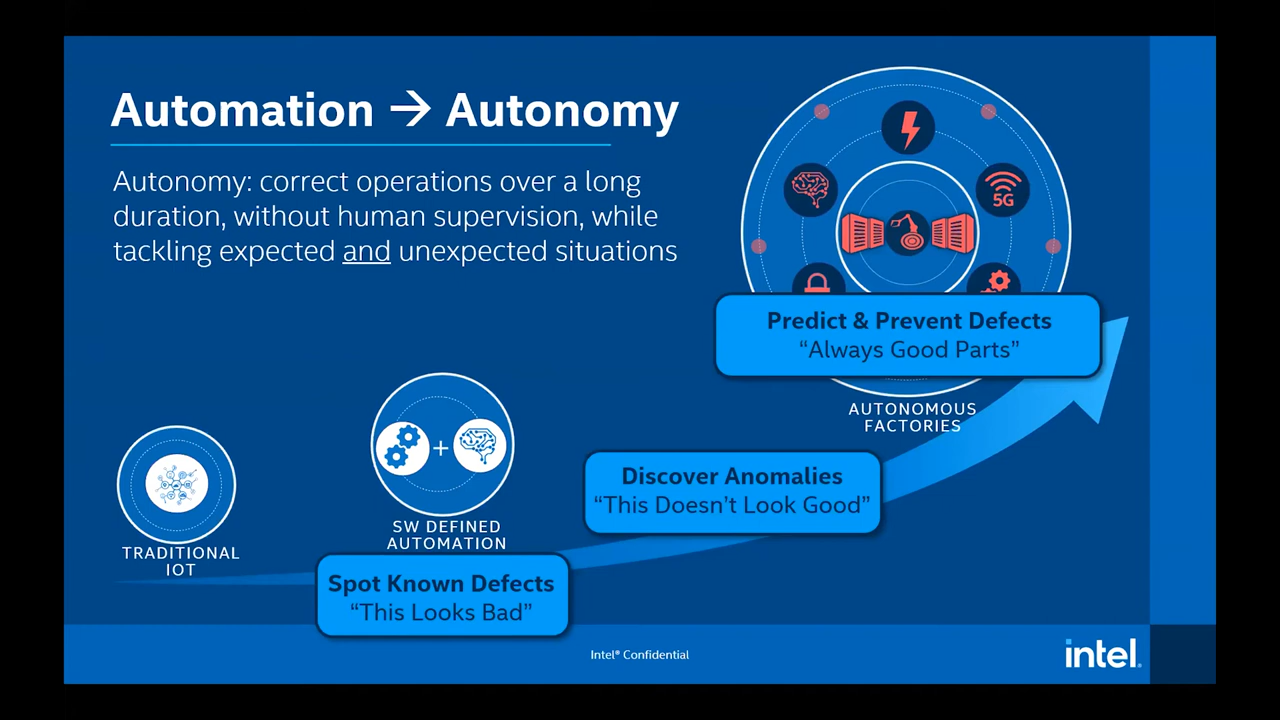 Automation → Autonomy
Autonomy: correct operations over a long
duration, without human supervision, while
tackling expected and unexpected situations
5G
Predict & Prevent Defects
“Always Good Parts”
AUTONOMOUS
FACTORIES
Discover Anomalies
“This Doesn’t Look Good”
SW DEFINED
AUTOMATION
+
TRADITIONAL
IOT
Spot Known Defects
“This Looks Bad”
Intel® Confidential
intel.